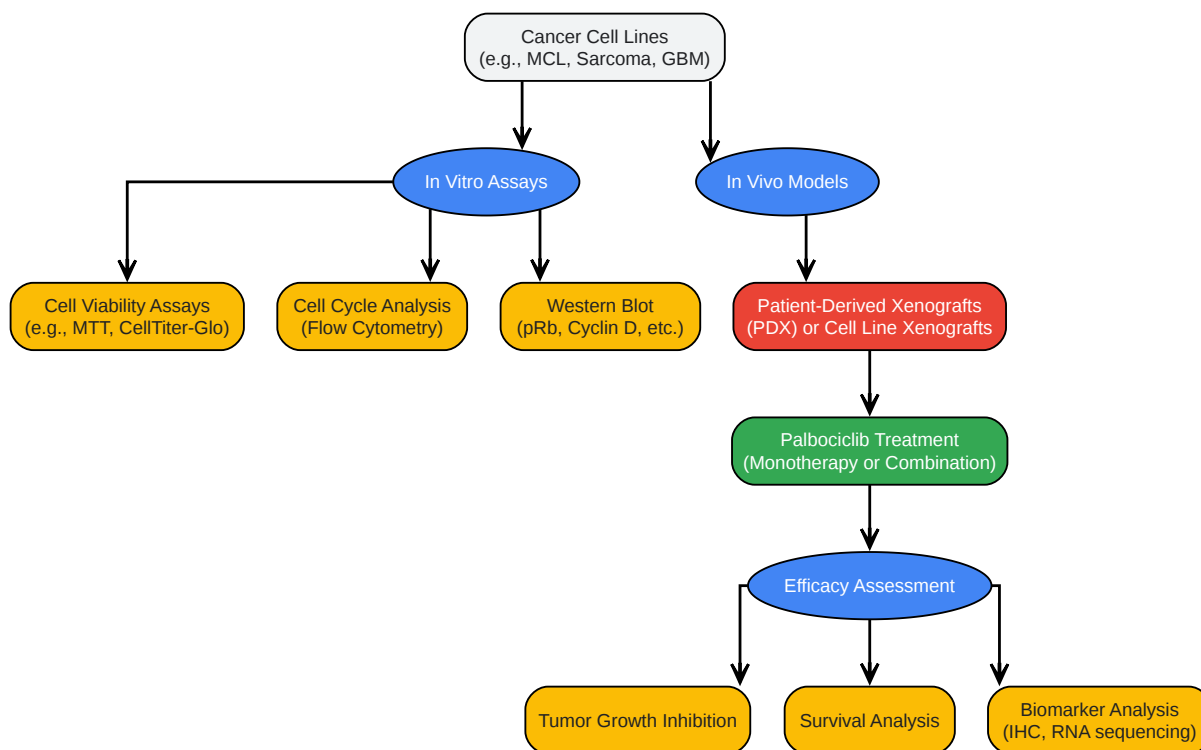 Cancer Cell Lines
(e.g., MCL, Sarcoma, GBM)
In Vitro Assays
In Vivo Models
Cell Viability Assays
(e.g., MTT, CellTiter-Glo)
Cell Cycle Analysis
(Flow Cytometry)
Western Blot
(pRb, Cyclin D, etc.)
Patient-Derived Xenografts
(PDX) or Cell Line Xenografts
Palbociclib Treatment
(Monotherapy or Combination)
Efficacy Assessment
Tumor Growth Inhibition
Survival Analysis
Biomarker Analysis
(IHC, RNA sequencing)